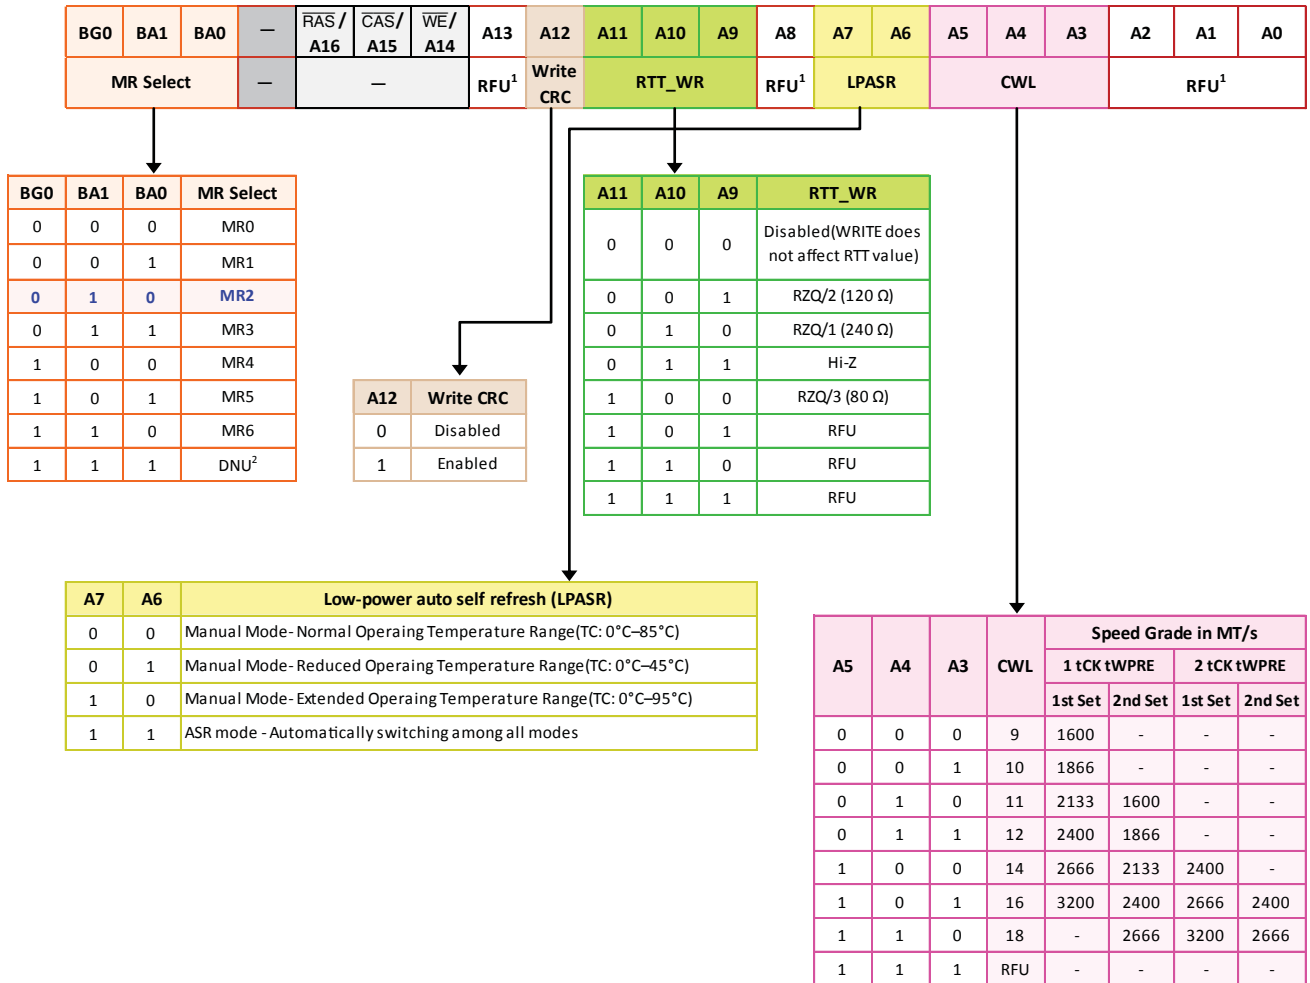 BG0 BA1 BA0 — RAS/ CAS/ WE/ A13 A12 A11 A10 A9 A8 A7 A6 A5 A4 A3 A2 A1 A0
A16 A15 A14
MR Select — — RFU¹ Write CRC RTT_WR RFU¹ LPASR CWL RFU¹
BG0 BA1 BA0 MR Select
0 0 0 MR0
0 0 1 MR1
0 1 0 MR2
0 1 1 MR3
1 0 0 MR4
1 0 1 MR5
1 1 0 MR6
1 1 1 DNU²
A12 Write CRC
0 Disabled
1 Enabled
A11 A10 A9 RTT_WR
0 0 0 Disabled(WRITE does
not affect RTT value)
0 0 1 RZQ/2 (120 Ω)
0 1 0 RZQ/1 (240 Ω)
0 1 1 Hi-Z
1 0 0 RZQ/3 (80 Ω)
1 0 1 RFU
1 1 0 RFU
1 1 1 RFU
A7 A6 Low-power auto self refresh (LPASR)
0 0 Manual Mode- Normal Operaing Temperature Range(TC: 0°C–85°C)
0 1 Manual Mode- Reduced Operaing Temperature Range(TC: 0°C–45°C)
1 0 Manual Mode- Extended Operaing Temperature Range(TC: 0°C–95°C)
1 1 ASR mode - Automatically switching among all modes
Speed Grade in MT/s
A5 A4 A3 CWL 1 tCK tWPRE 2 tCK tWPRE
1st Set 2nd Set 1st Set 2nd Set
0 0 0 9 1600 - - -
0 0 1 10 1866 - - -
0 1 0 11 2133 1600 - -
0 1 1 12 2400 1866 - -
1 0 0 14 2666 2133 2400 -
1 0 1 16 3200 2400 2666 2400
1 1 0 18 - 2666 3200 2666
1 1 1 RFU - - - -